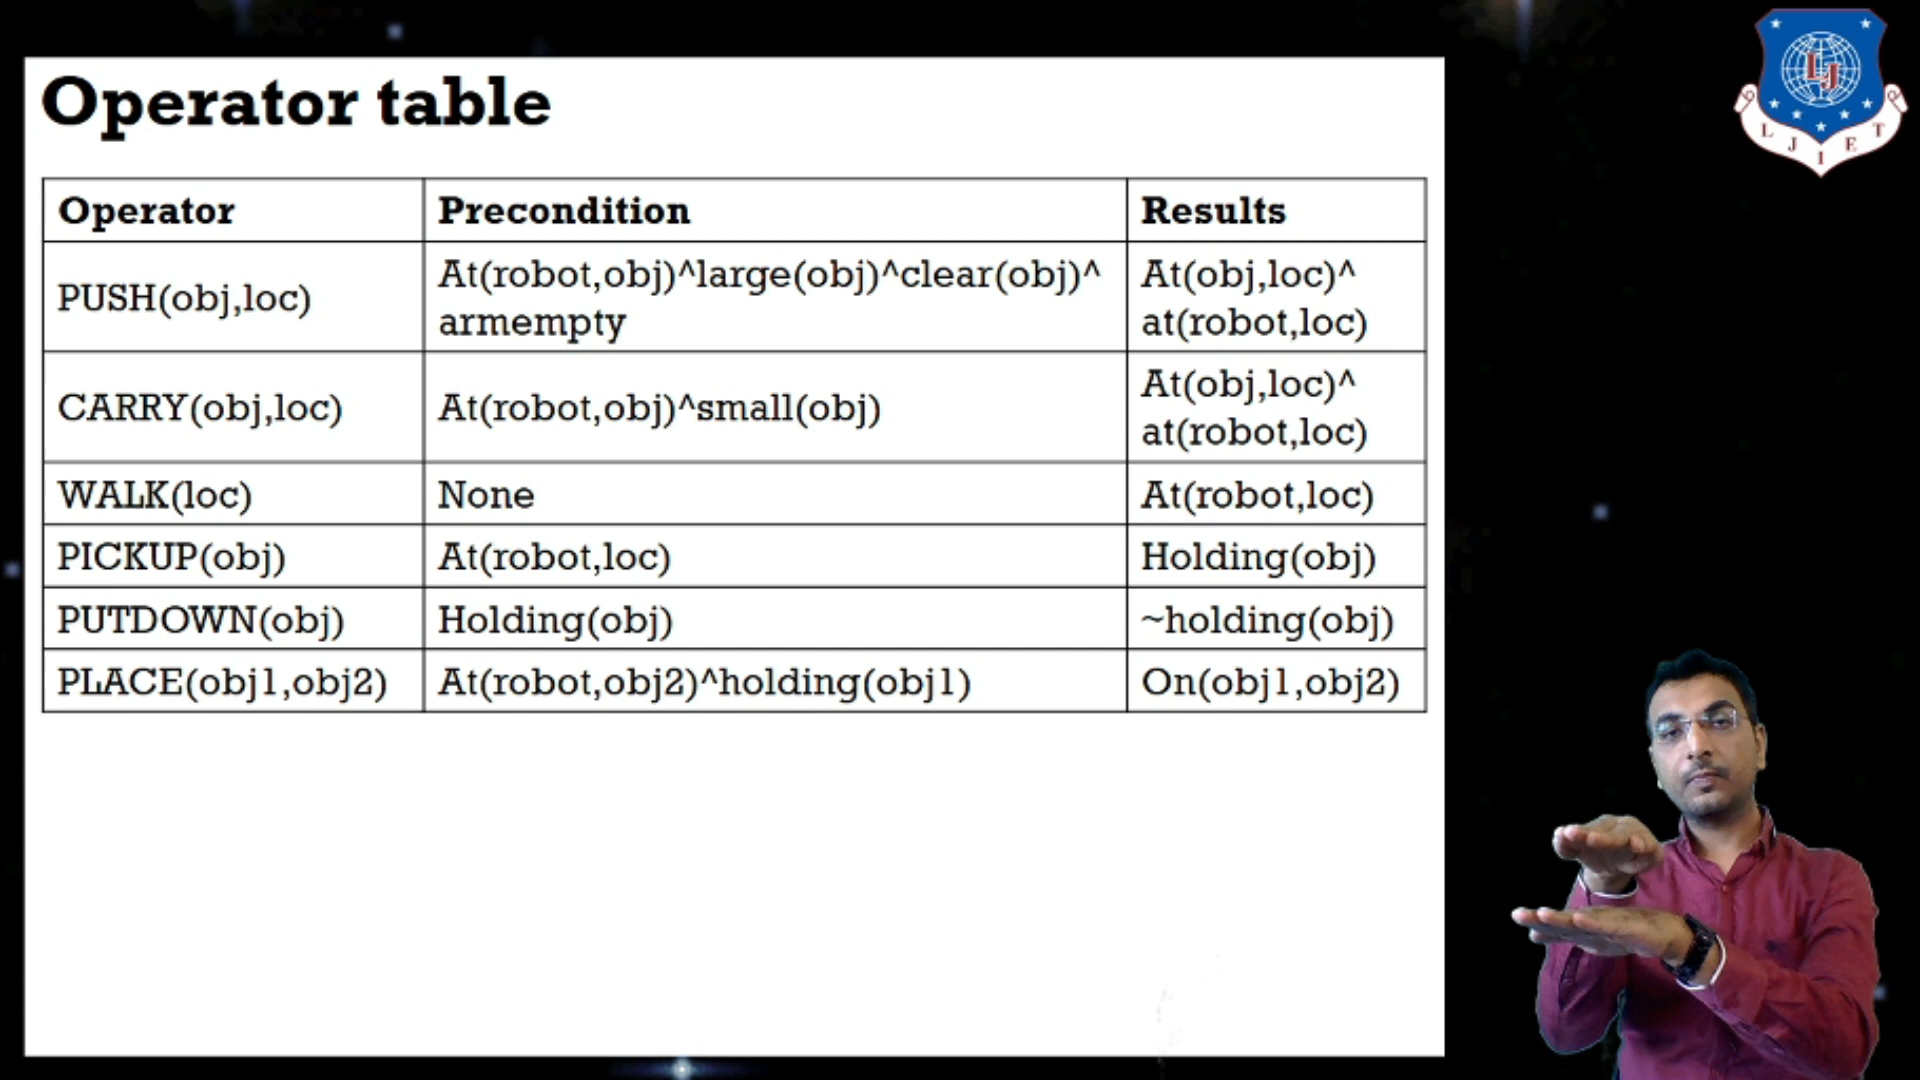 Operator table
Operator Precondition Results
PUSH(obj,loc) At(robot,obj)^large(obj)^clear(obj)^ At(obj,loc)^
armempty at(robot,loc)
CARRY(obj,loc) At(robot,obj)^small(obj) At(obj,loc)^
at(robot,loc)
WALK(loc) None At(robot,loc)
PICKUP(obj) At(robot,loc) Holding(obj)
PUTDOWN(obj) Holding(obj) ~holding(obj)
PLACE(obj1,obj2) At(robot,obj2)^holding(obj1) On(obj1,obj2)
LJ
L J I E T